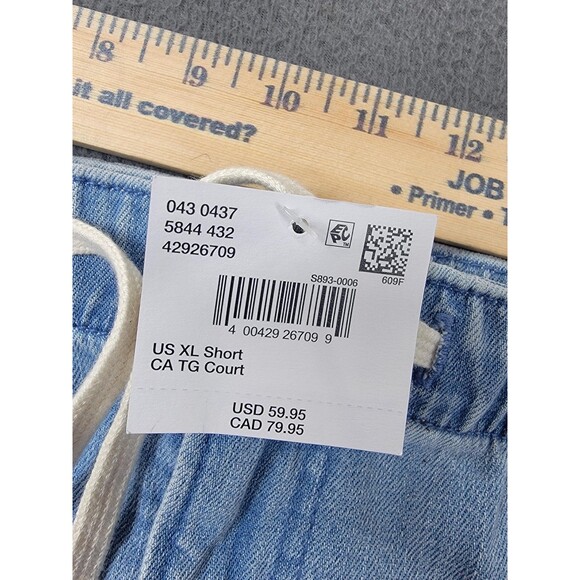 8 9 10 11 12
it all covered?
JOB
• Primer •
043 0437
5844 432
42926709
S893-0006
609F
4 00429 26709 9
US XL Short
CA TG Court
USD 59.95
CAD 79.95